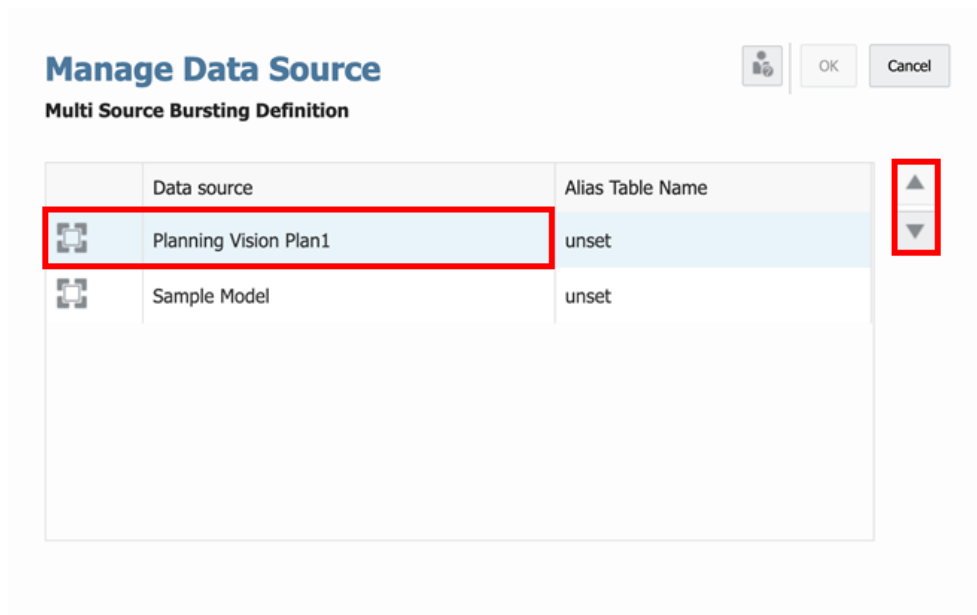 Manage Data Source
OK
Cancel
Multi Source Bursting Definition
Data source
Alias Table Name
Planning Vision Plan1
unset
Sample Model
unset